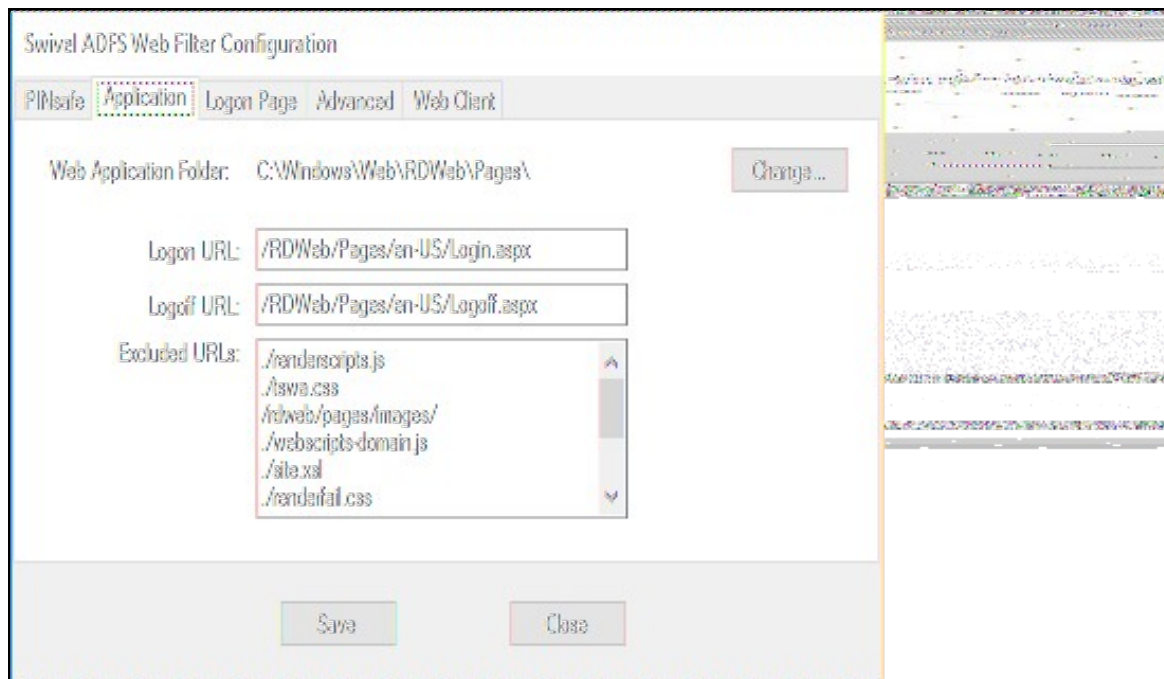 Swivel ADFS Web Filter Configuration
PINsafe Application Logon Page Advanced Web Client
Web Application Folder: C:\Windows\Web\RDWeb\Pages\ Change...
Logon URL: /RDWeb/Pages/en-US/Login.aspx
Logoff URL: /RDWeb/Pages/en-US/Logoff.aspx
Excluded URLs: ./renderscripts.js
./tswa.css
/rdweb/pages/images/
./webscripts-domain.js
./site.xsl
./renderfail.css
Save Close